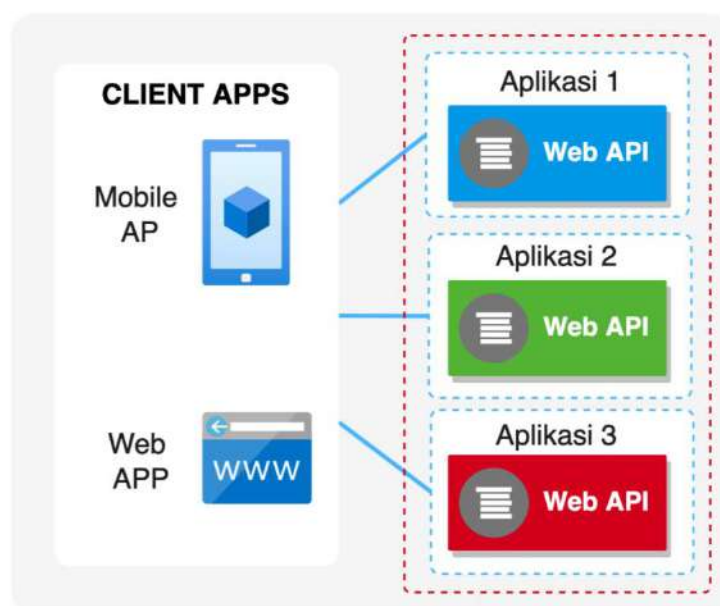 CLIENT APPS
Mobile
AP
WWW
Web
APP
Aplikasi 1
Web API
Aplikasi 2
Web API
Aplikasi 3
Web API